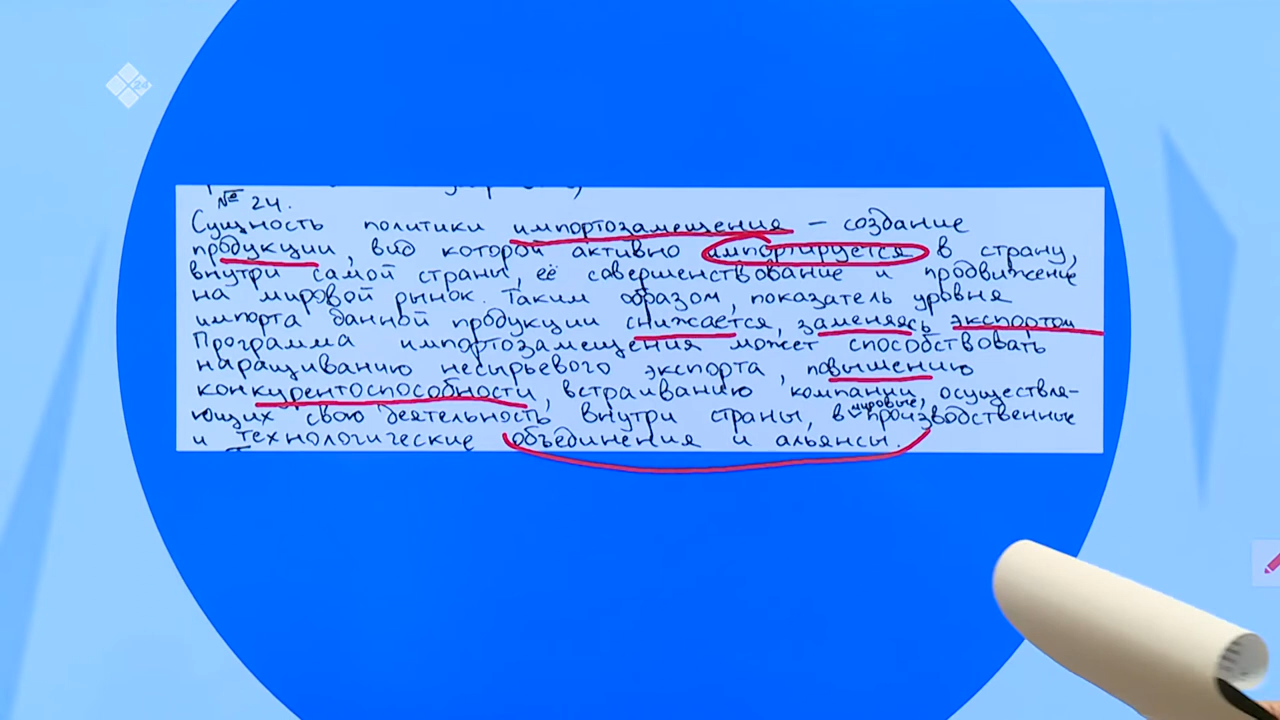 № 24.
Сущность политики импортозамещения – создание
продукции, вид которой активно импортируется в страну,
внутри самой страны, её совершенствование и продвижение
на мировой рынок. Таким образом, показатель уровня
импорта данной продукции снижается, заменяясь экспортом
Программа импортозамещения может способствовать
наращиванию несырьевого экспорта, повышению
конкурентоспособности, встраиванию компании, осуществля-
ющих свою деятельность внутри страны, в мировые производственные
и технологические объединения и альянсы.
24